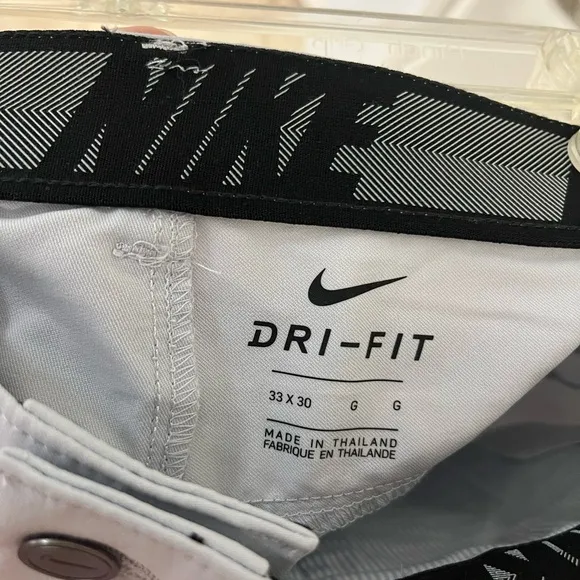 NIKE
DRI-FIT
33 X 30 G G
MADE IN THAILAND
FABRIQUE EN THAILANDE